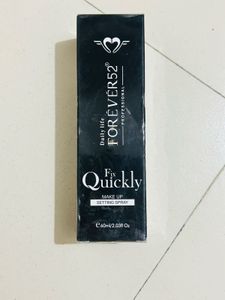 Daily life
FOREVER52®
PROFESSIONAL
Fix
Quickly
MAKE UP
SETTING SPRAY
℮60ml/2.03fl Oz